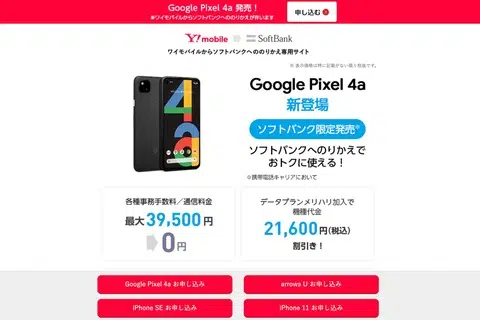 Google Pixel 4a 発売！
※ワイモバイルからソフトバンクへののりかえが伴います
申し込む
Y!mobile
SoftBank
ワイモバイルからソフトバンクへののりかえ専用サイト
※ 表示価格は特に記載がない限り税抜です。
Google Pixel 4a
新登場
ソフトバンク限定発売※
ソフトバンクへのりかえで
おトクに使える！
※携帯電話キャリアにおいて
各種事務手数料／通信料金
最大 39,500 円
0円
データプランメリハリ加入で
機種代金
21,600円(税込)
割引き！
Google Pixel 4a お申し込み
arrows U お申し込み
iPhone SE お申し込み
iPhone 11 お申し込み